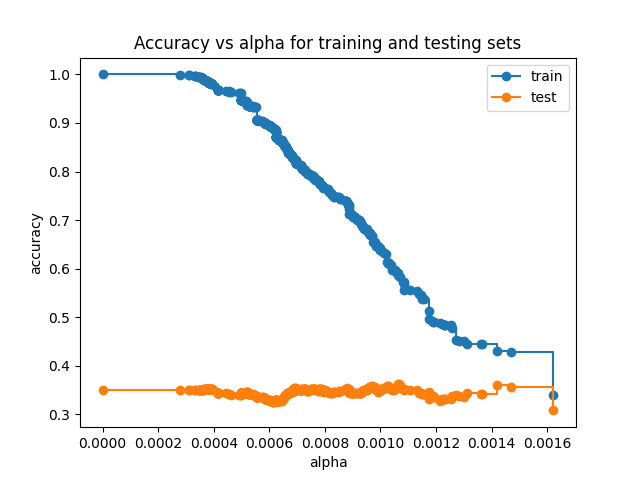 Accuracy vs alpha for training and testing sets
train
test
1.0
0.9
0.8
0.7
0.6
0.5
0.4
0.3
accuracy
0.0000 0.0002 0.0004 0.0006 0.0008 0.0010 0.0012 0.0014 0.0016
alpha